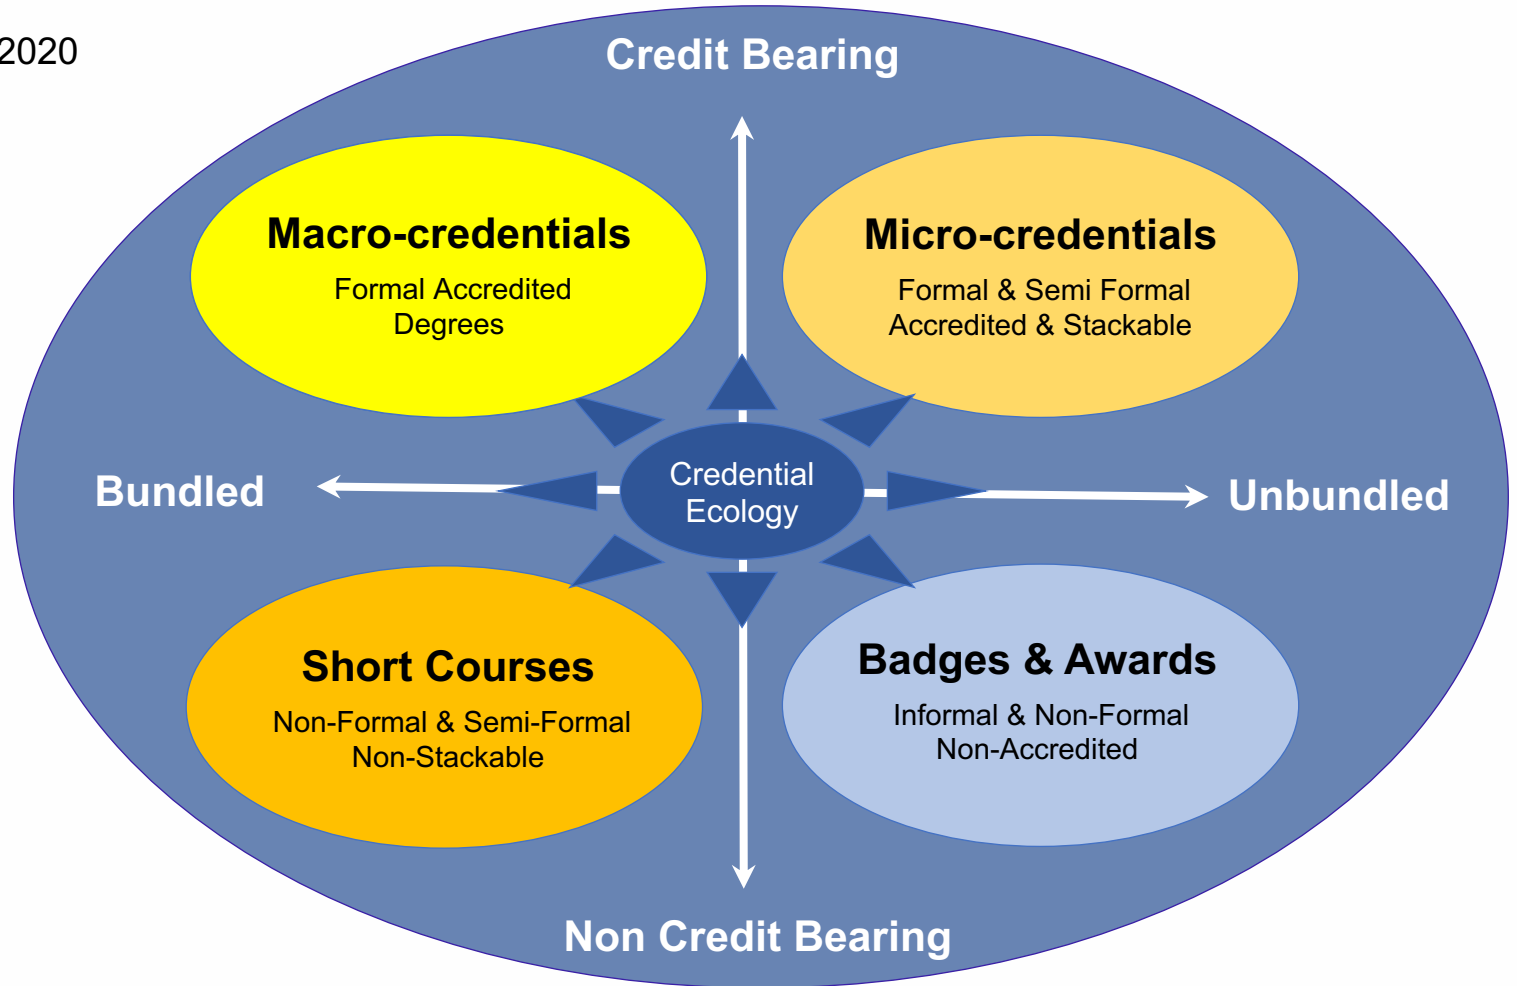 2020
Credit Bearing
Macro-credentials
Formal Accredited
Degrees
Micro-credentials
Formal & Semi Formal
Accredited & Stackable
Bundled
Credential
Ecology
Unbundled
Short Courses
Non-Formal & Semi-Formal
Non-Stackable
Badges & Awards
Informal & Non-Formal
Non-Accredited
Non Credit Bearing